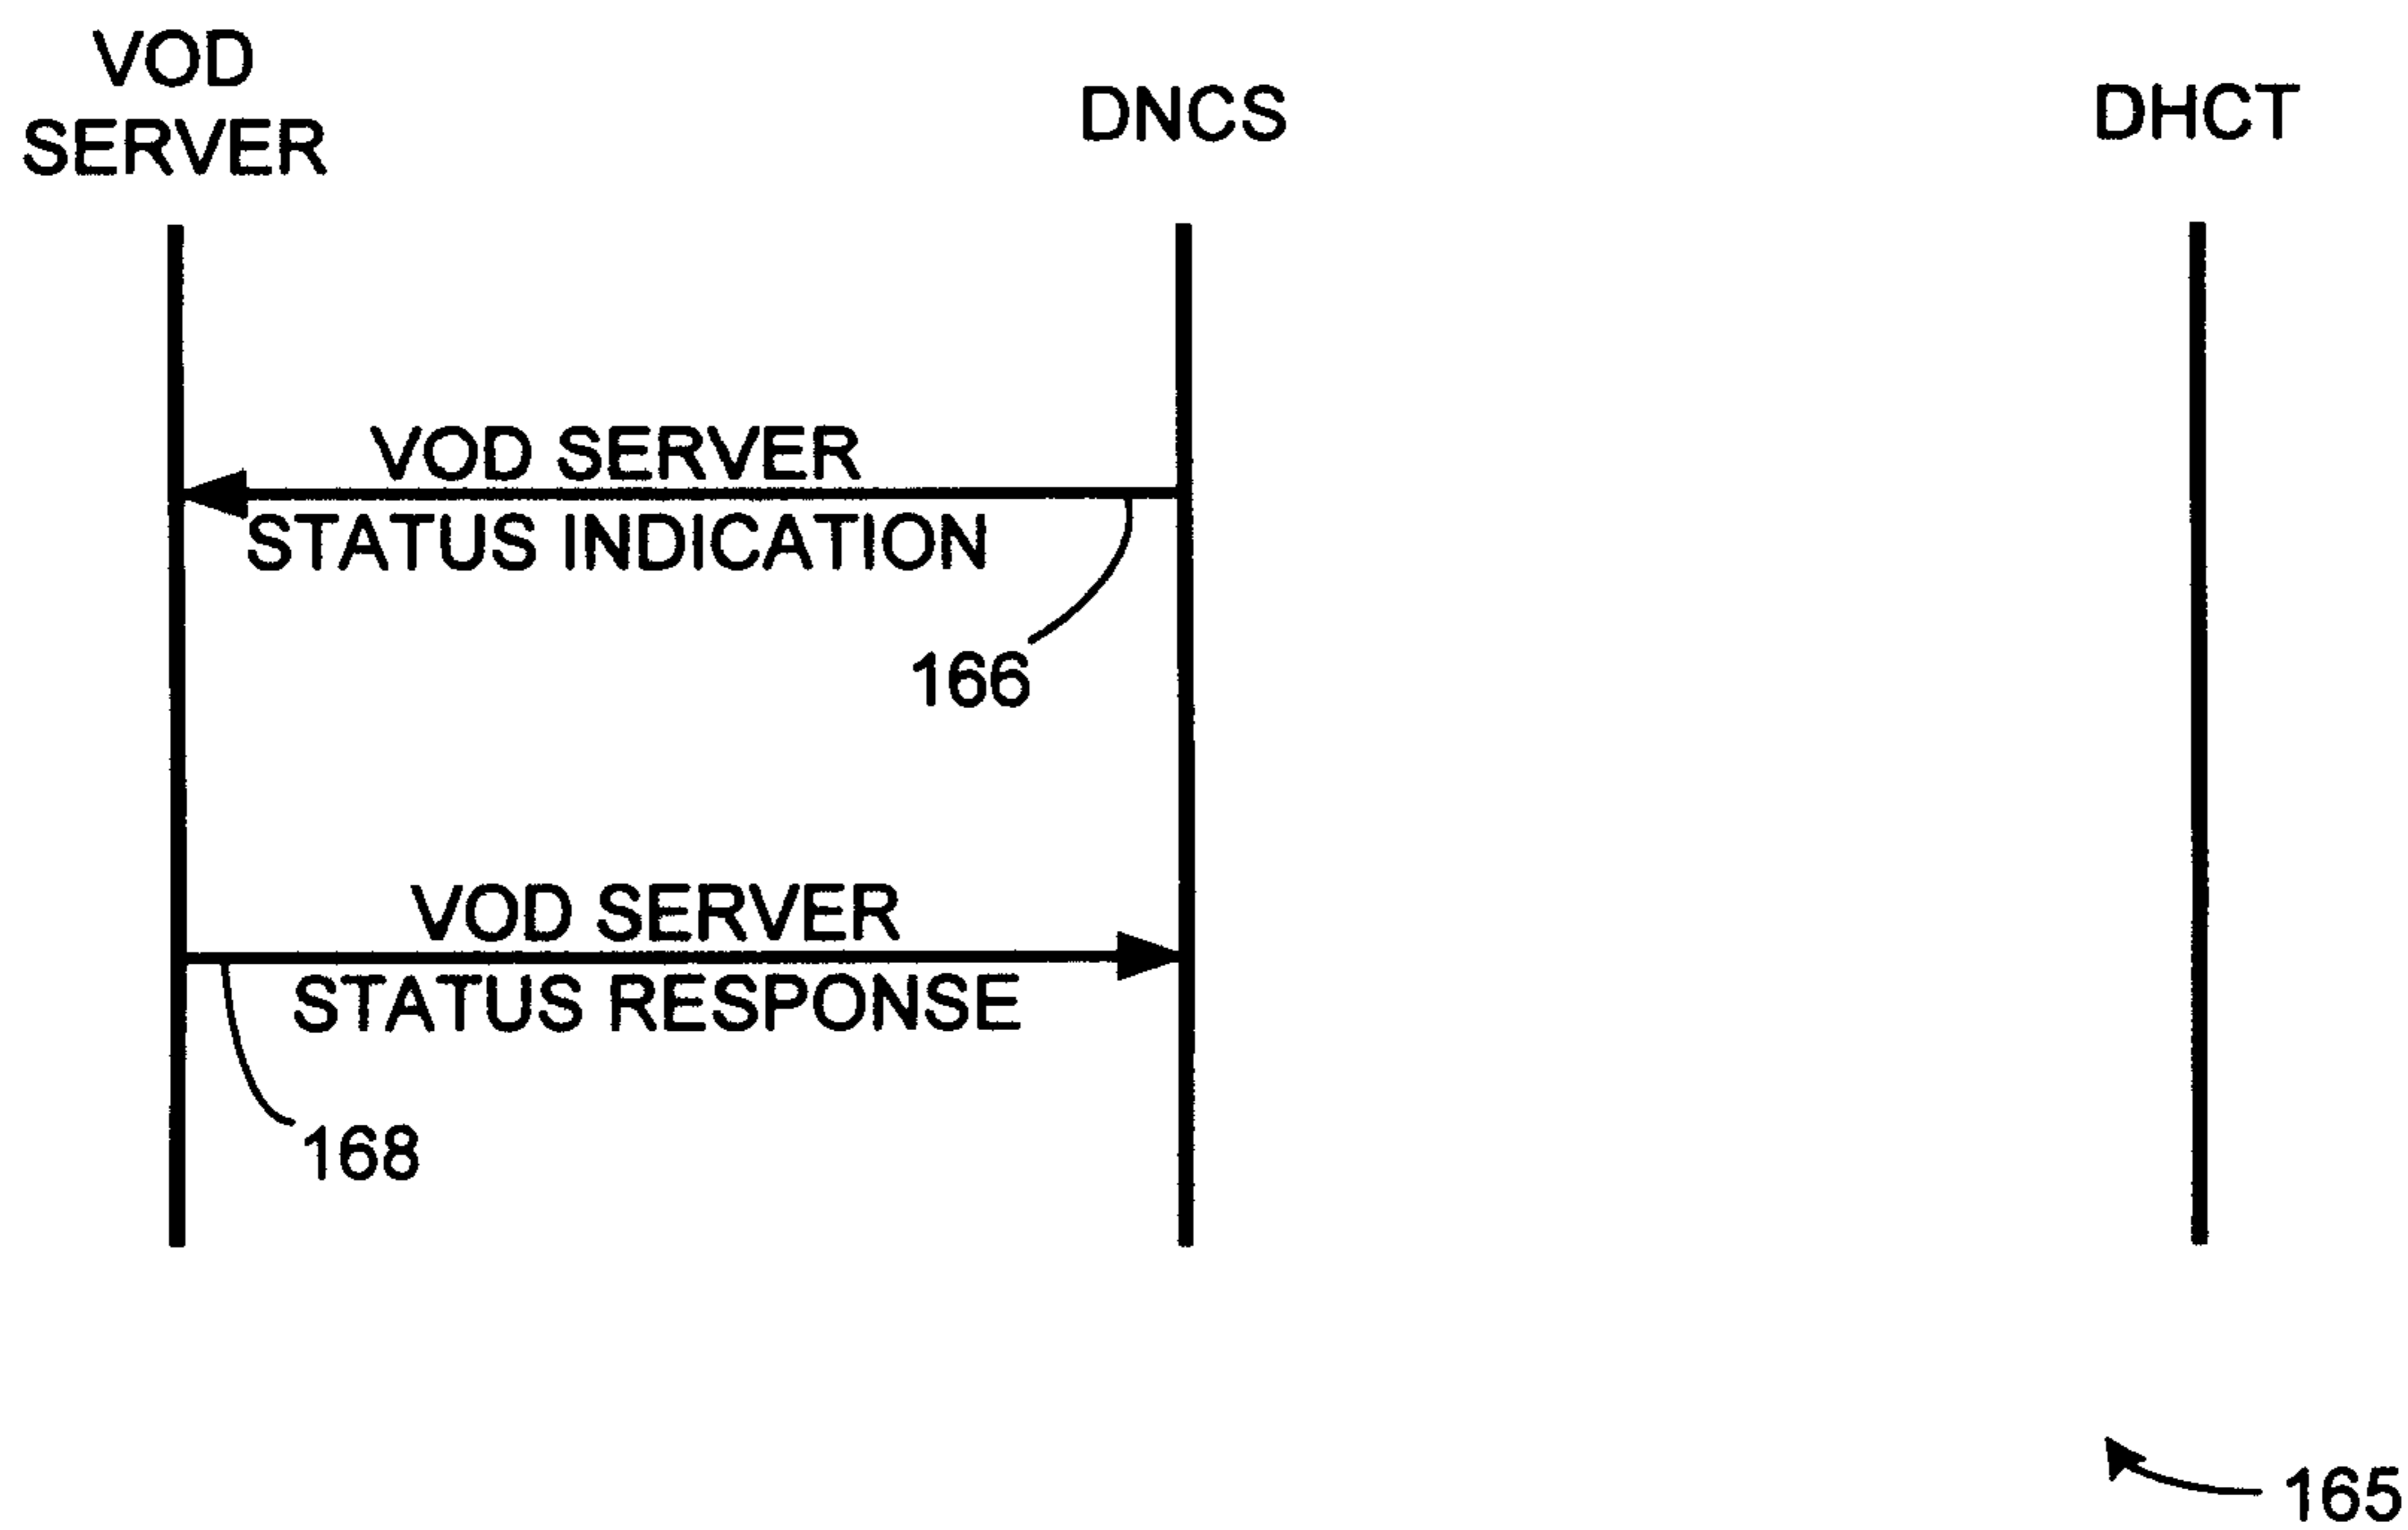 VOD
SERVER
DNCS
DHCT
VOD SERVER
STATUS INDICATION
166
VOD SERVER
STATUS RESPONSE
168
165